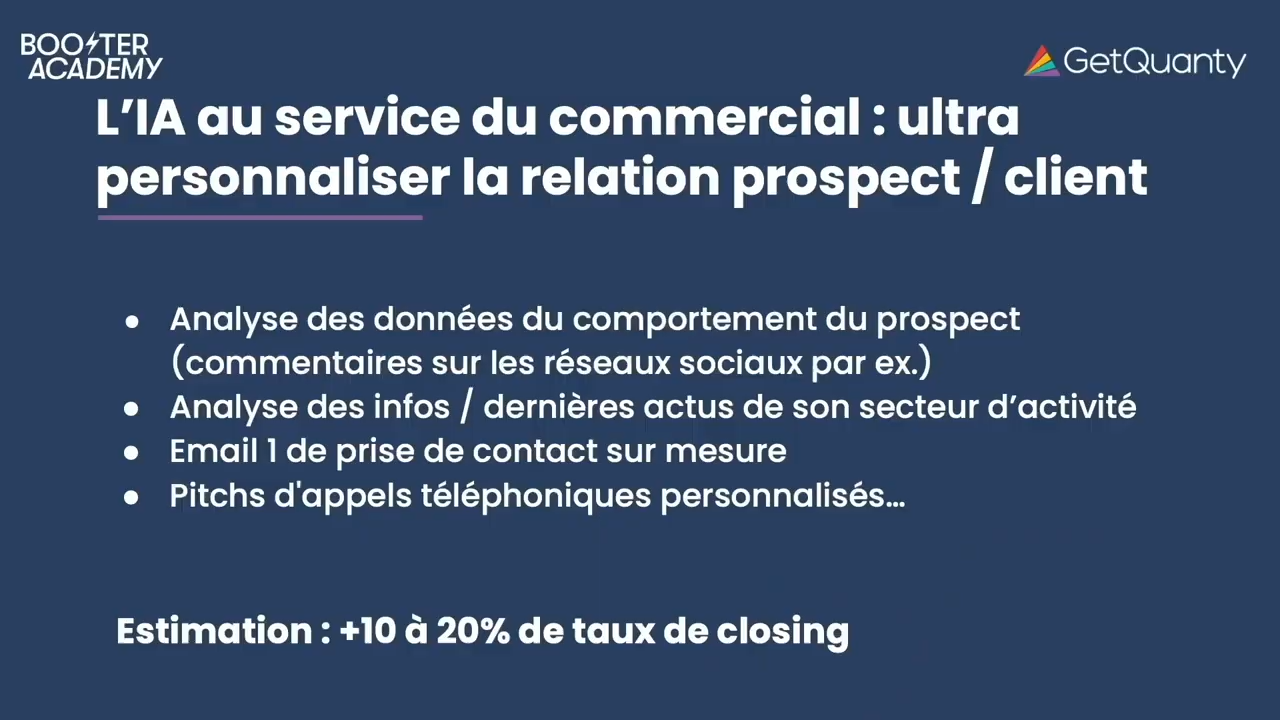 BOOSTER
ACADEMY
GetQuanty
L’IA au service du commercial : ultra
personnaliser la relation prospect / client
● Analyse des données du comportement du prospect
(commentaires sur les réseaux sociaux par ex.)
● Analyse des infos / dernières actus de son secteur d’activité
● Email 1 de prise de contact sur mesure
● Pitchs d'appels téléphoniques personnalisés…
Estimation : +10 à 20% de taux de closing